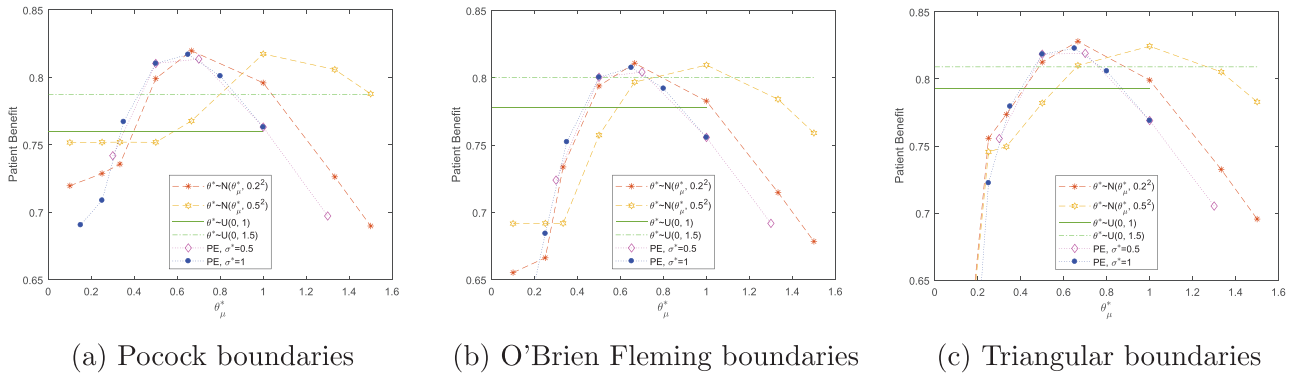 0.85
0.8
0.75
0.7
0.65
Patient Benefit
θ*~N(θ*μ, 0.2²)
θ*~N(θ*μ, 0.5²)
θ*~U(0, 1)
θ*~U(0, 1.5)
PE, σ*=0.5
PE, σ*=1
0 0.2 0.4 0.6 0.8 1 1.2 1.4 1.6
θ*μ
(a) Pocock boundaries
0.85
0.8
0.75
0.7
0.65
Patient Benefit
θ*~N(θ*μ, 0.2²)
θ*~N(θ*μ, 0.5²)
θ*~U(0, 1)
θ*~U(0, 1.5)
PE, σ*=0.5
PE, σ*=1
0 0.2 0.4 0.6 0.8 1 1.2 1.4 1.6
θ*μ
(b) O'Brien Fleming boundaries
0.85
0.8
0.75
0.7
0.65
Patient Benefit
θ*~N(θ*μ, 0.2²)
θ*~N(θ*μ, 0.5²)
θ*~U(0, 1)
θ*~U(0, 1.5)
PE, σ*=0.5
PE, σ*=1
0 0.2 0.4 0.6 0.8 1 1.2 1.4 1.6
θ*μ
(c) Triangular boundaries